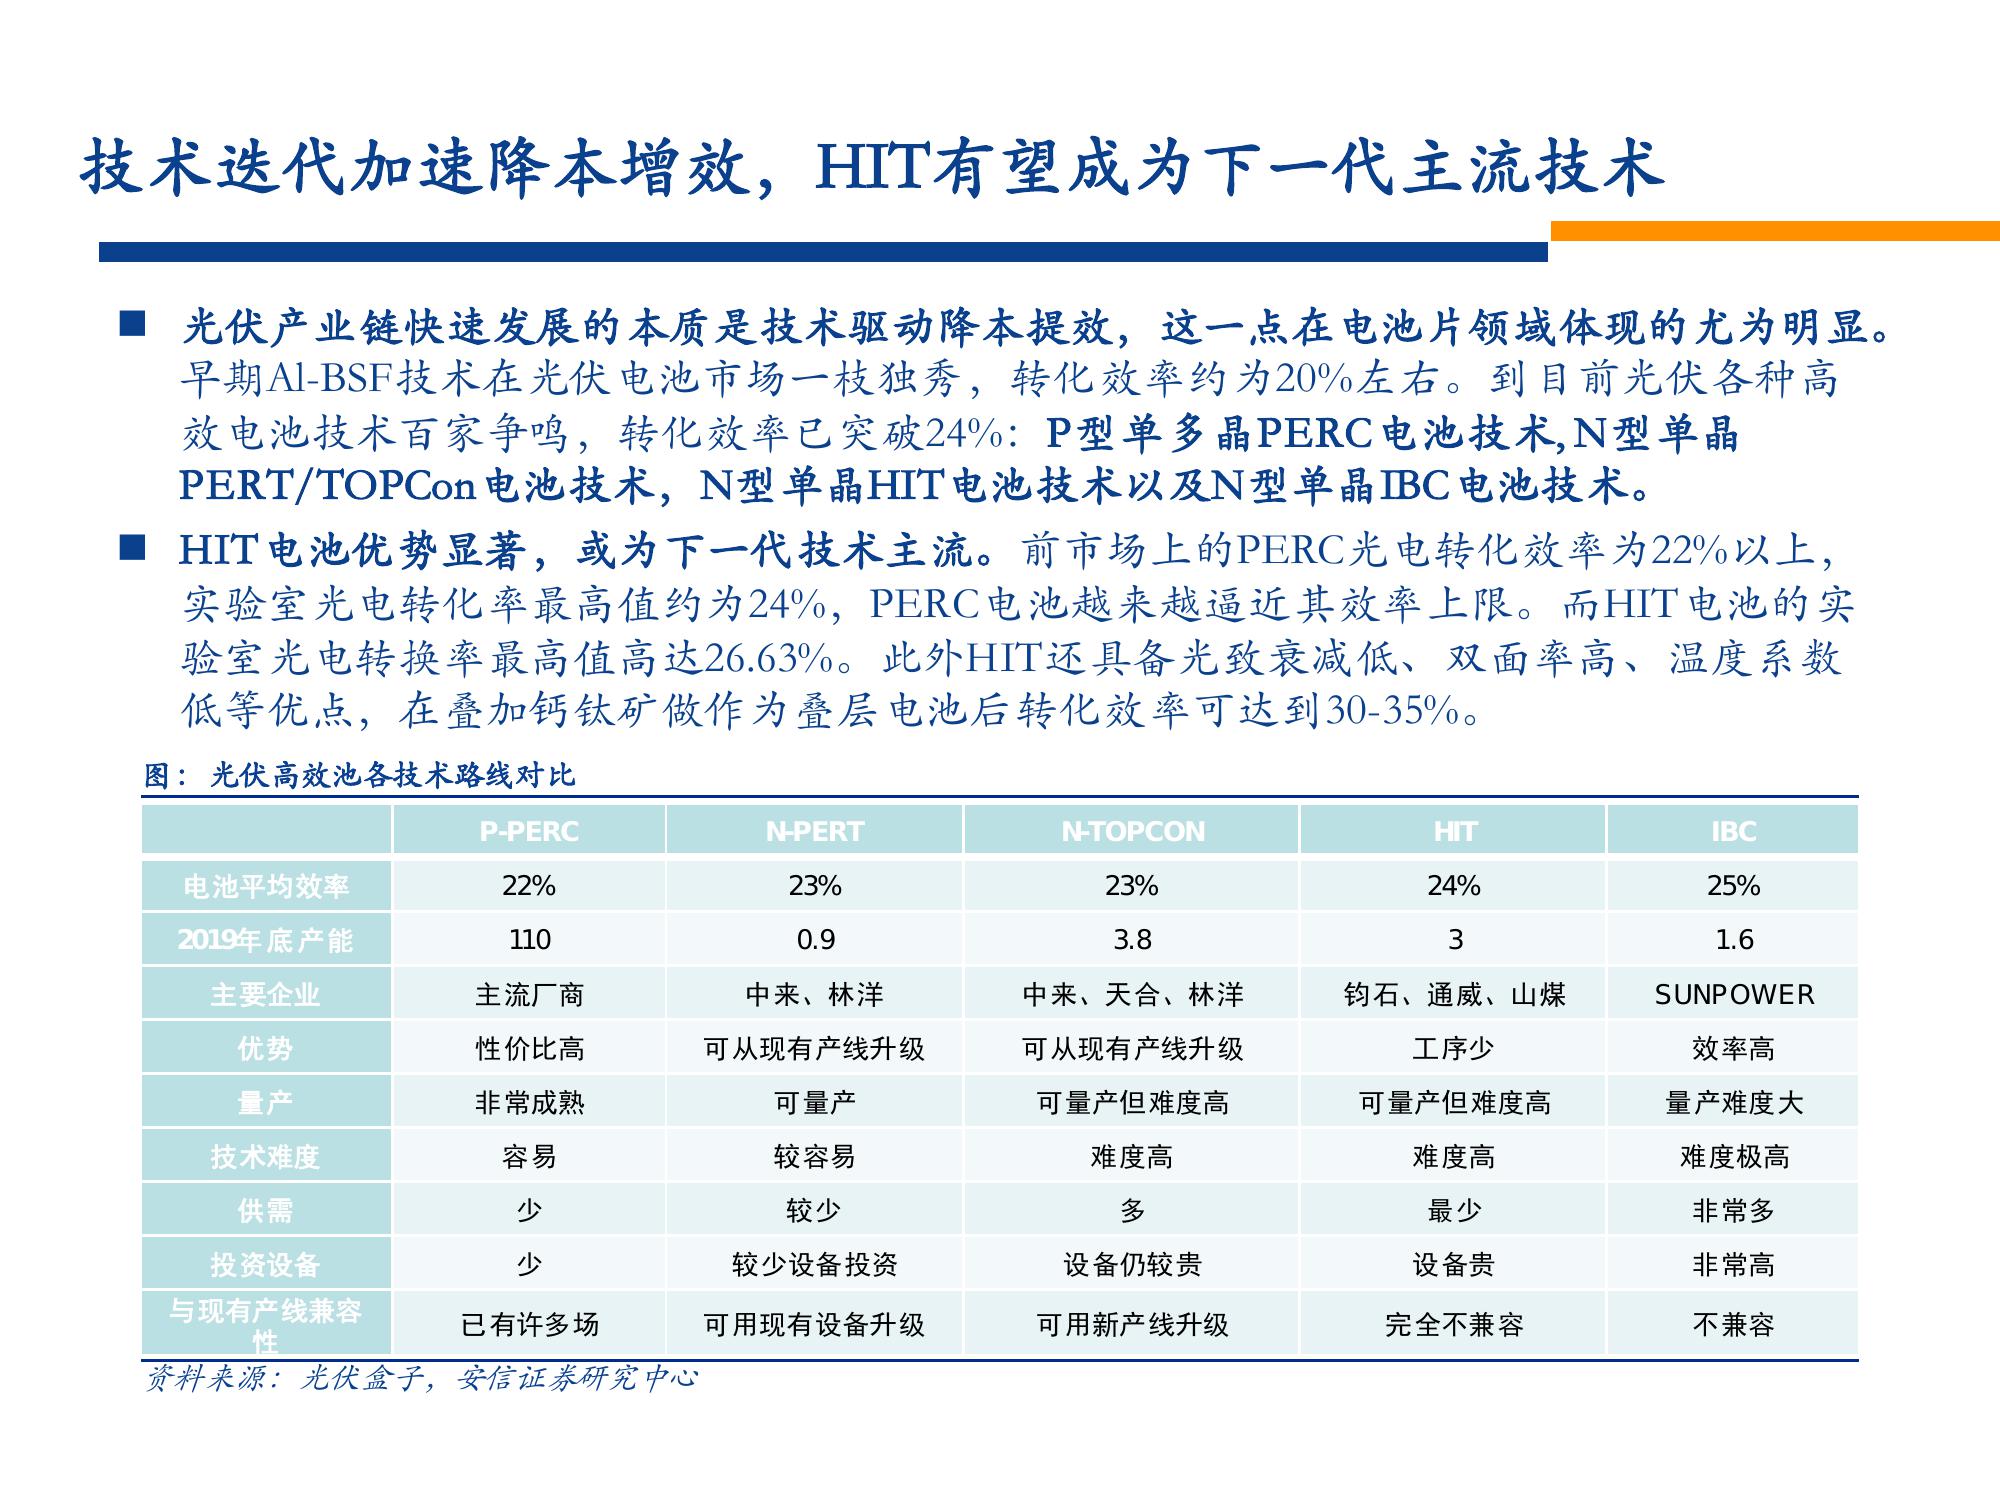 技术迭代加速降本增效，HIT有望成为下一代主流技术
■ 光伏产业链快速发展的本质是技术驱动降本提效，这一点在电池片领域体现的尤为明显。
早期Al-BSF技术在光伏电池市场一枝独秀，转化效率约为20%左右。到目前光伏各种高
效电池技术百家争鸣，转化效率已突破24%：P型单多晶PERC电池技术,N型单晶
PERT/TOPCon电池技术，N型单晶HIT电池技术以及N型单晶IBC电池技术。
■ HIT电池优势显著，或为下一代技术主流。前市场上的PERC光电转化效率为22%以上，
实验室光电转化率最高值约为24%，PERC电池越来越逼近其效率上限。而HIT电池的实
验室光电转换率最高值高达26.63%。此外HIT还具备光致衰减低、双面率高、温度系数
低等优点，在叠加钙钛矿做作为叠层电池后转化效率可达到30-35%。
图： 光伏高效池各技术路线对比
P-PERC N-PERT N-TOPCON HIT IBC
电池平均效率 22% 23% 23% 24% 25%
2019年底产能 110 0.9 3.8 3 1.6
主要企业 主流厂商 中来、林洋 中来、天合、林洋 钧石、通威、山煤 SUNPOWER
优势 性价比高 可从现有产线升级 可从现有产线升级 工序少 效率高
量产 非常成熟 可量产 可量产但难度高 可量产但难度高 量产难度大
技术难度 容易 较容易 难度高 难度高 难度极高
供需 少 较少 多 最少 非常多
投资设备 少 较少设备投资 设备仍较贵 设备贵 非常高
与现有产线兼容
性 已有许多场 可用现有设备升级 可用新产线升级 完全不兼容 不兼容
资料来源：光伏盒子，安信证券研究中心